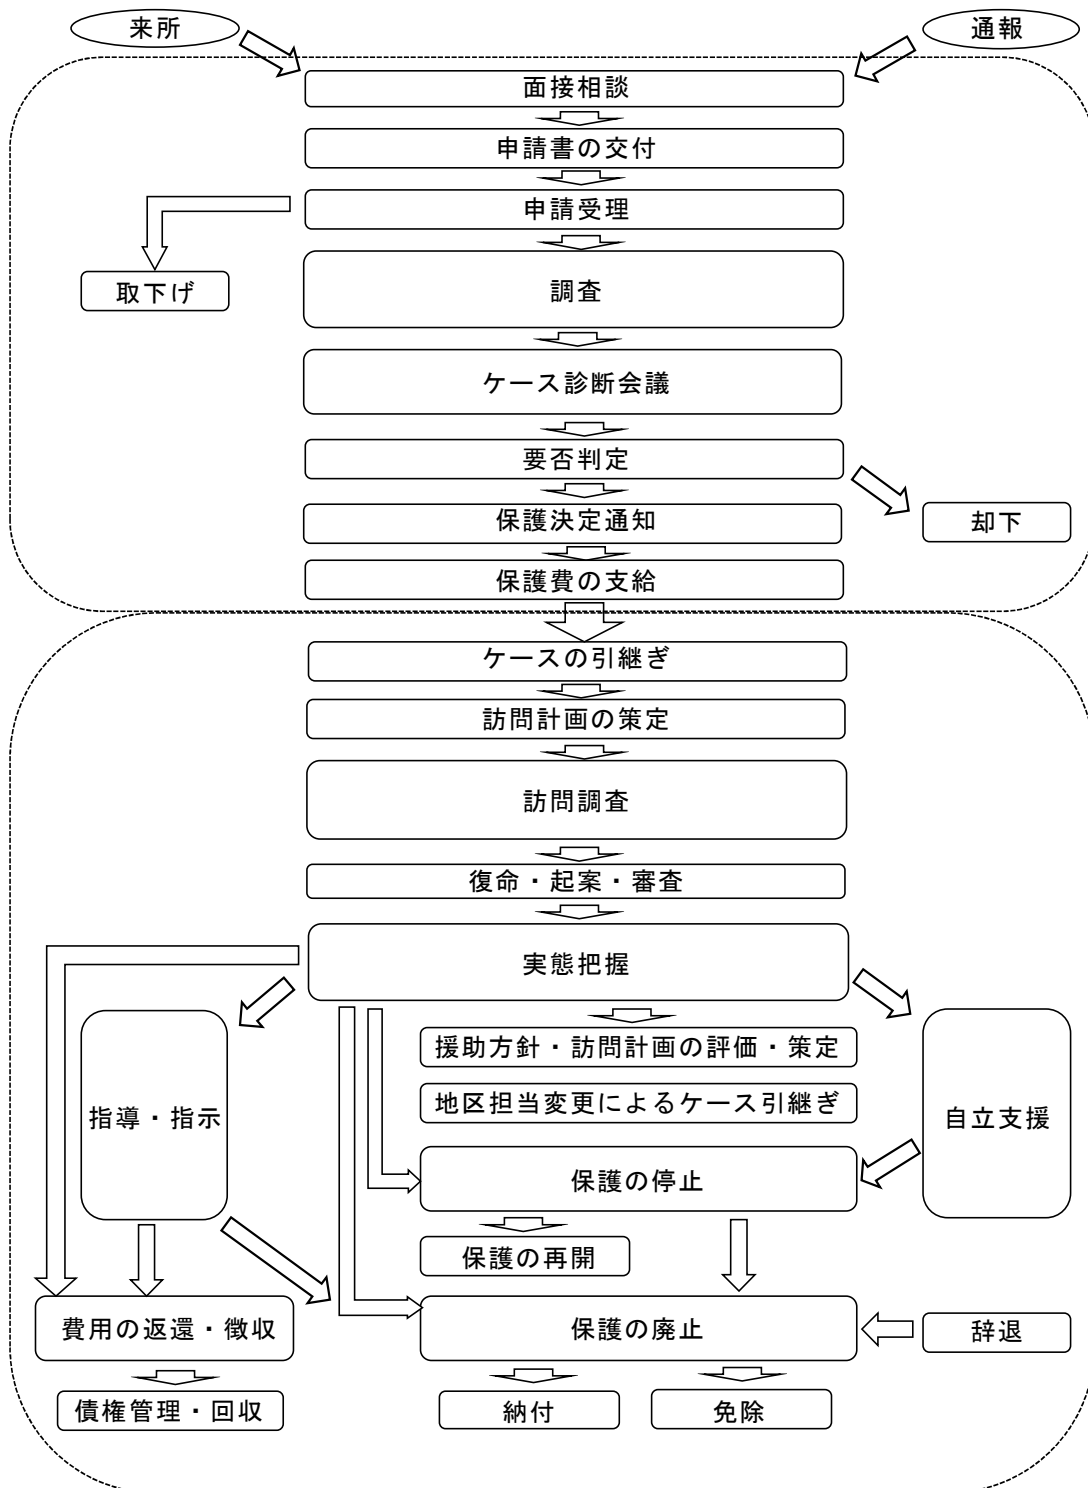 来所
通報
面接相談
申請書の交付
申請受理
取下げ
調査
ケース診断会議
要否判定
却下
保護決定通知
保護費の支給
ケースの引継ぎ
訪問計画の策定
訪問調査
復命・起案・審査
実態把握
指導・指示
援助方針・訪問計画の評価・策定
地区担当変更によるケース引継ぎ
自立支援
保護の停止
保護の再開
費用の返還・徴収
保護の廃止
辞退
債権管理・回収
納付
免除